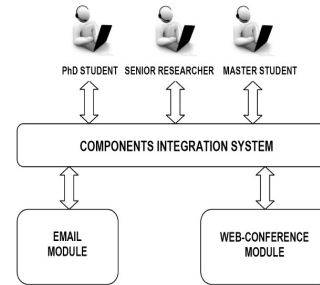 PhD STUDENT SENIOR RESEARCHER MASTER STUDENT
COMPONENTS INTEGRATION SYSTEM
EMAIL
MODULE
WEB-CONFERENCE
MODULE